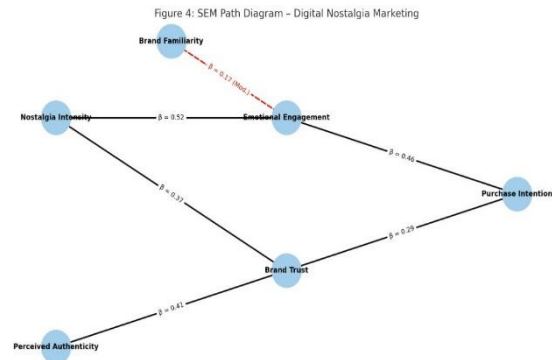 Figure 4: SEM Path Diagram – Digital Nostalgia Marketing
Brand Familiarity
β = 0.17 (Mod.)
Nostalgia Intensity
β = 0.52
Emotional Engagement
β = 0.46
β = 0.37
Purchase Intention
β = 0.29
Brand Trust
β = 0.41
Perceived Authenticity